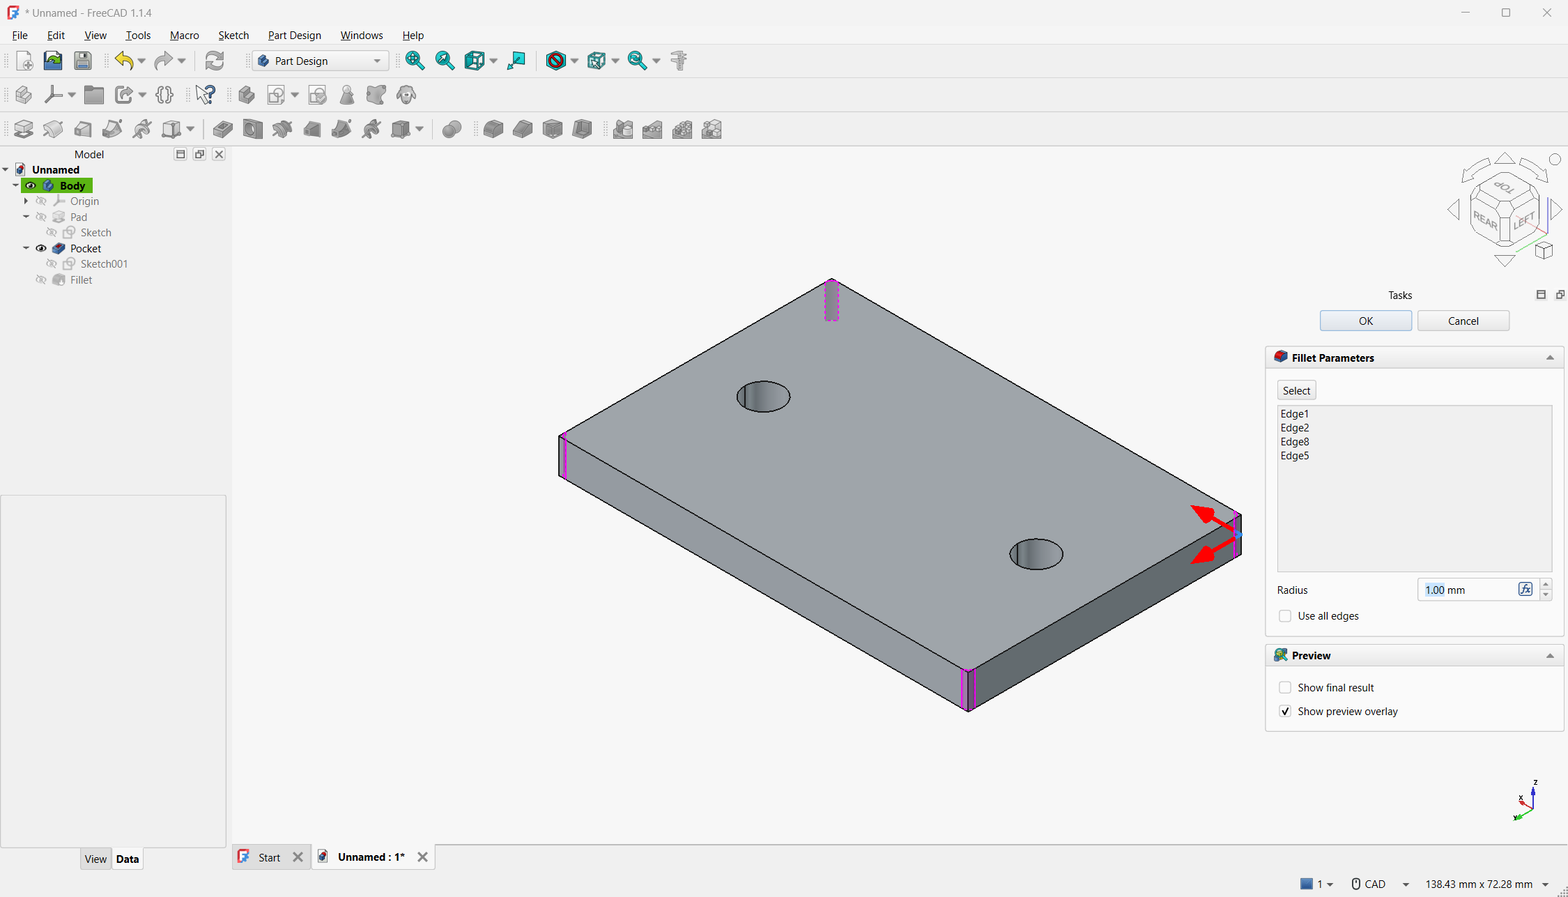 * Unnamed - FreeCAD 1.1.4
File Edit View Tools Macro Sketch Part Design Windows Help
Part Design
Model
Unnamed
Body
Origin
Pad
Sketch
Pocket
Sketch001
Fillet
TOP
REAR LEFT
Tasks
OK Cancel
Fillet Parameters
Select
Edge1
Edge2
Edge8
Edge5
Radius 1.00 mm
Use all edges
Preview
Show final result
Show preview overlay
z
x
y
View Data
Start Unnamed : 1*
1 CAD 138.43 mm x 72.28 mm